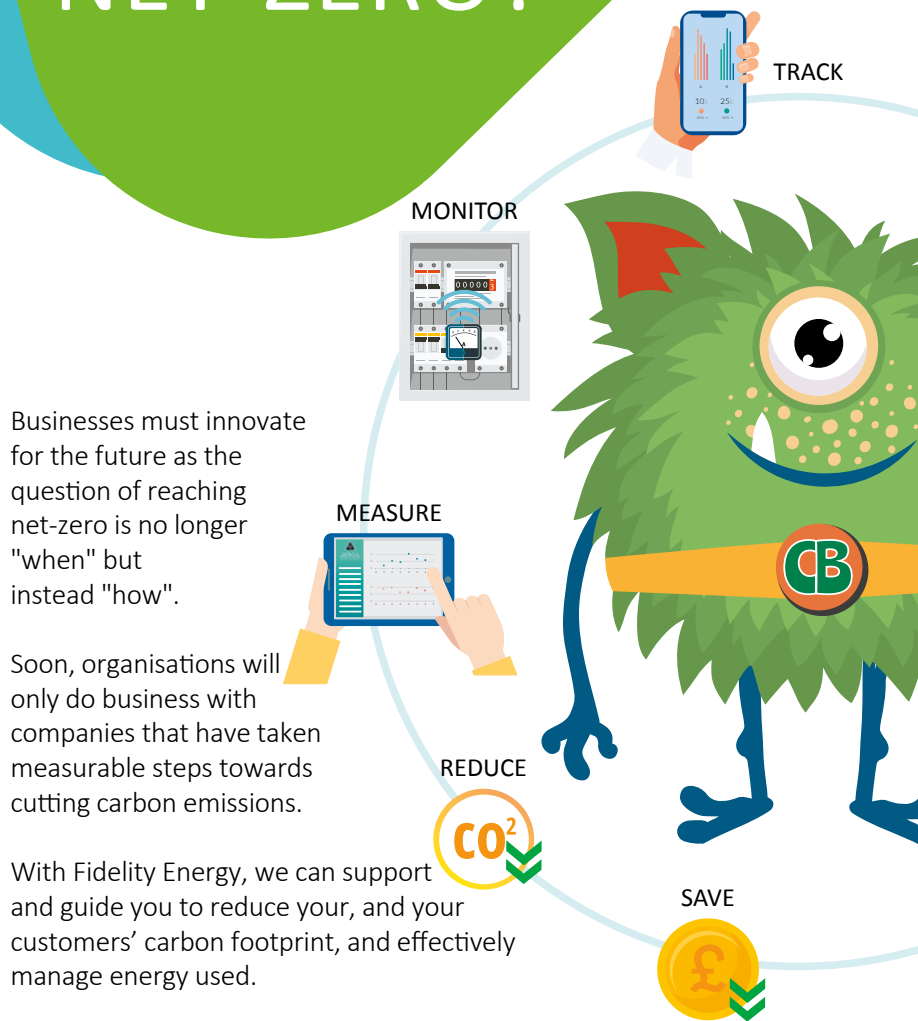 NET ZERO?
TRACK
10k 25k
MONITOR
00000 3
Businesses must innovate
for the future as the
question of reaching
net-zero is no longer
"when" but
instead "how".
MEASURE
Soon, organisations will
only do business with
companies that have taken
measurable steps towards
cutting carbon emissions.
CB
REDUCE
CO²
With Fidelity Energy, we can support
and guide you to reduce your, and your
customers’ carbon footprint, and effectively
manage energy used.
SAVE
£